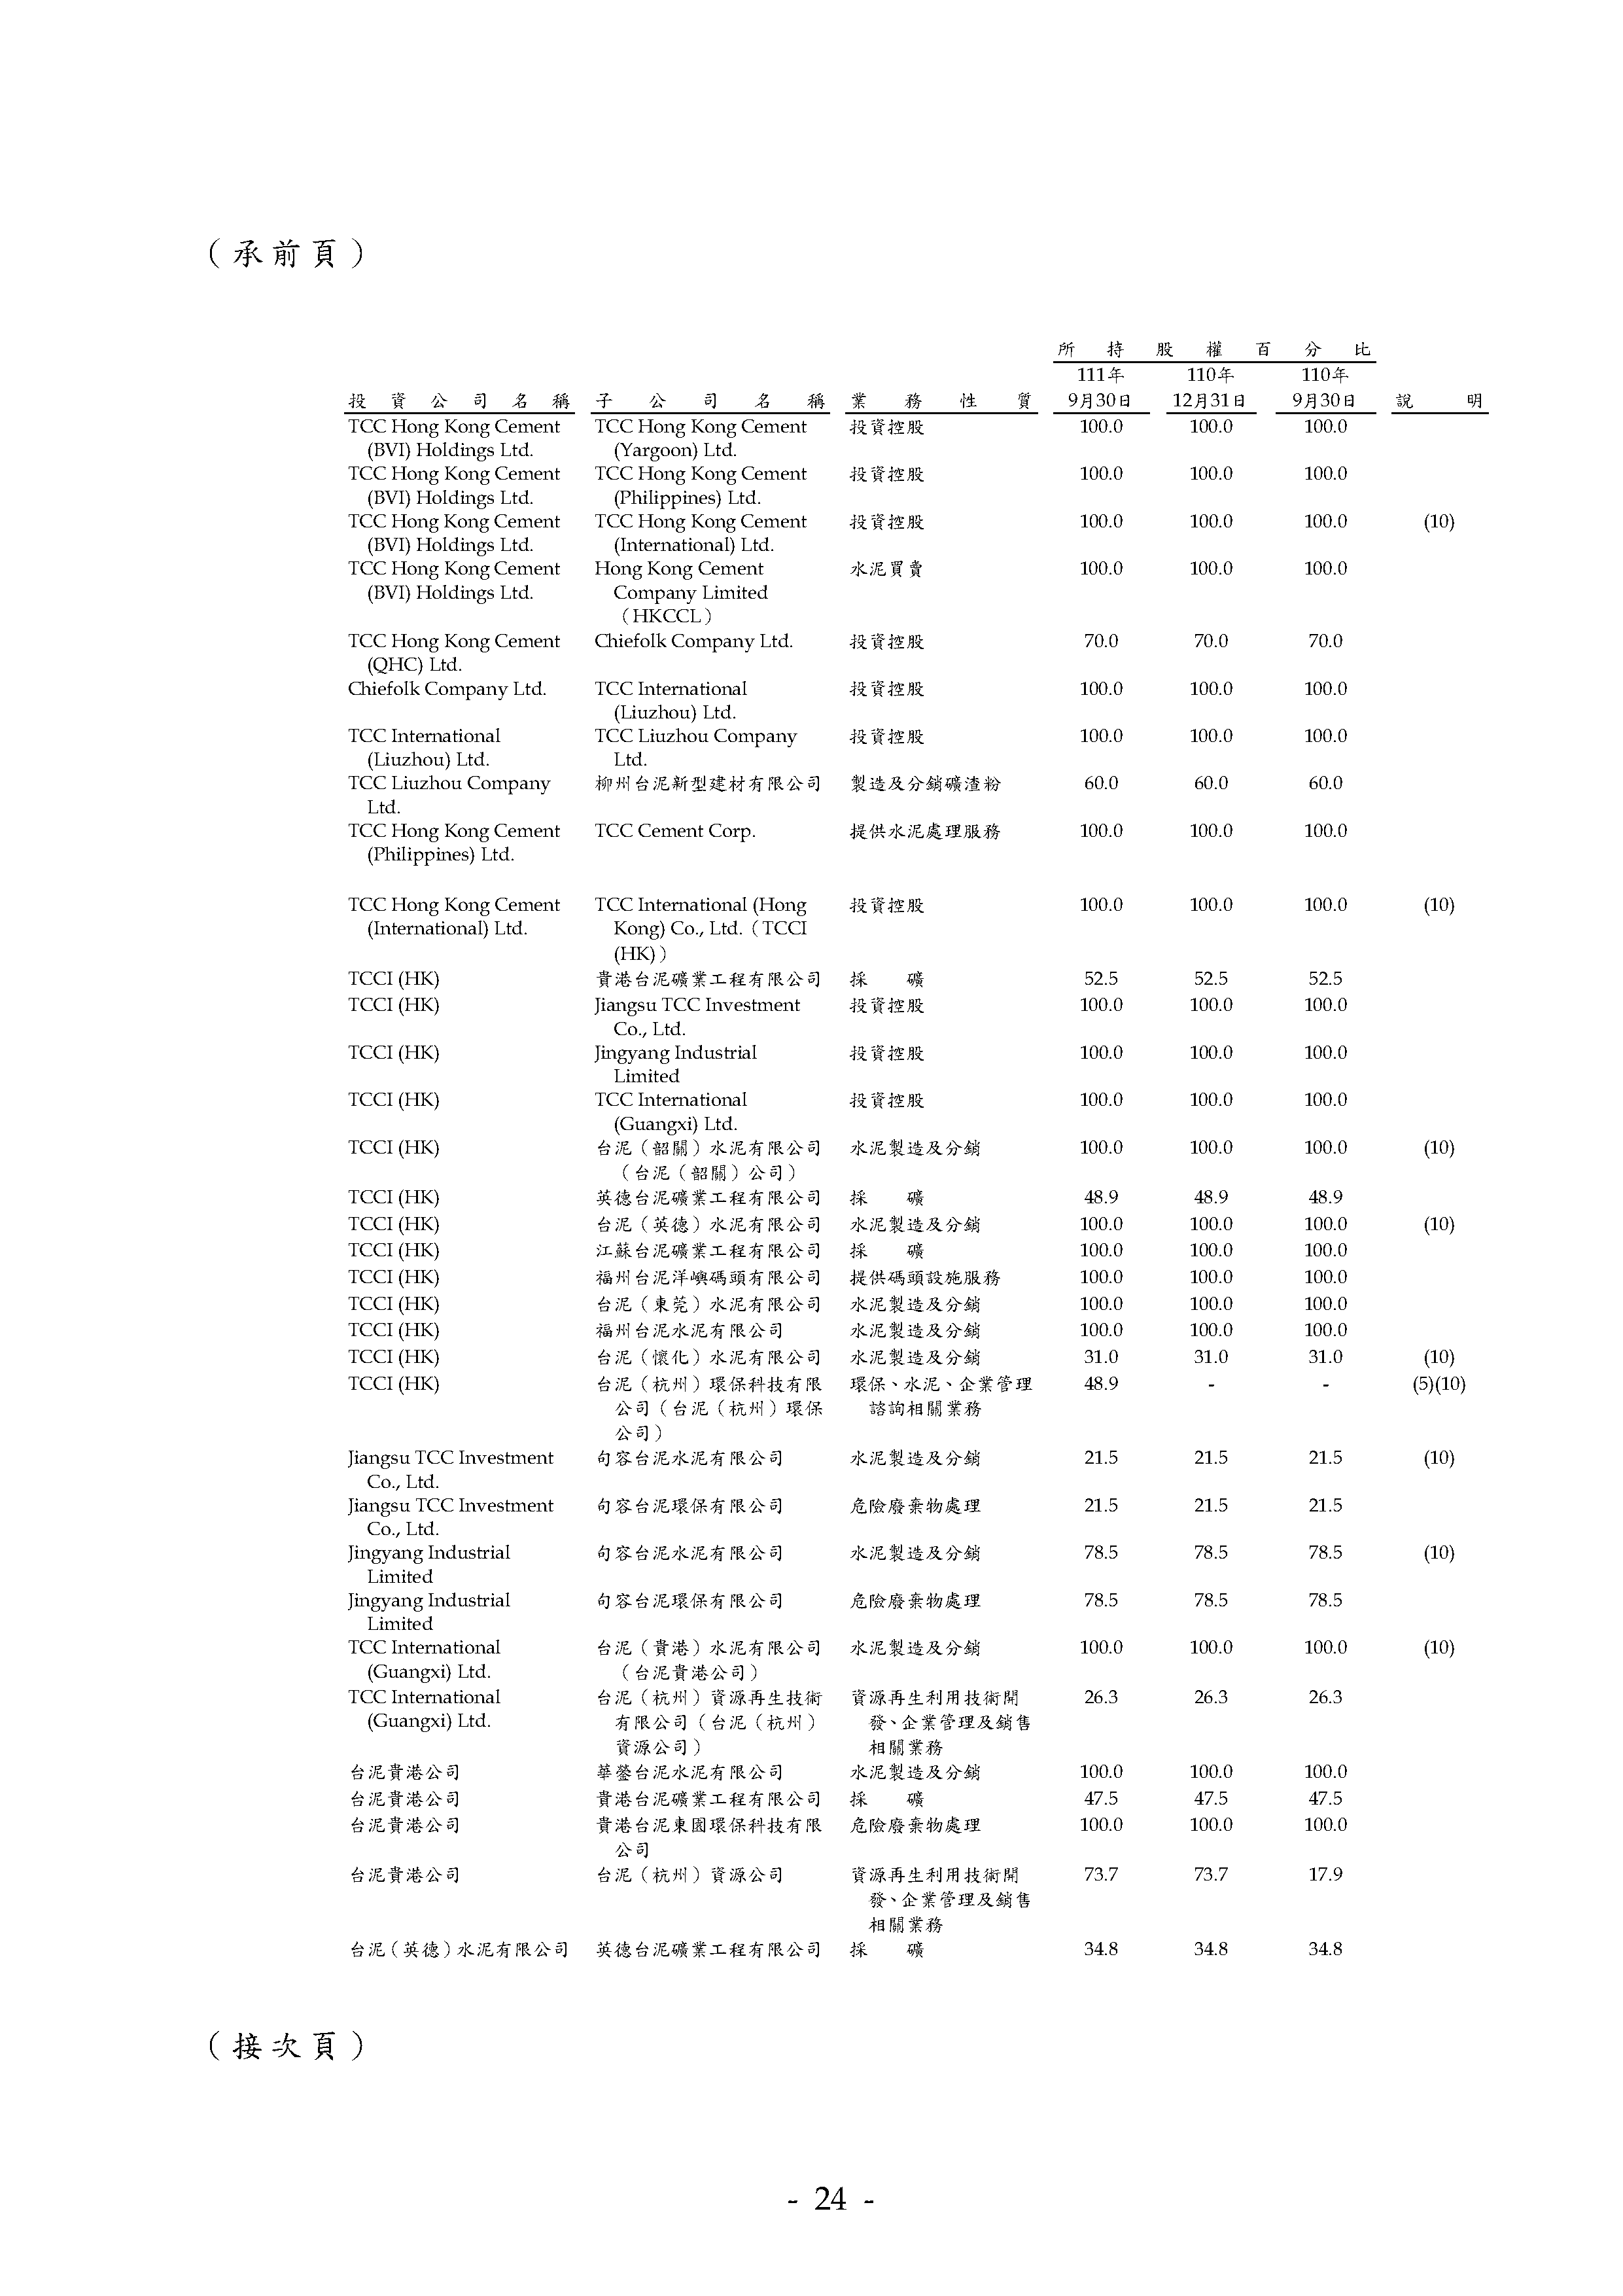 （承前頁）
所持股權百分比
111年 110年 110年
投資公司名稱 子公司名稱 業務性質 9月30日 12月31日 9月30日 說明
TCC Hong Kong Cement TCC Hong Kong Cement 投資控股 100.0 100.0 100.0
(BVI) Holdings Ltd. (Yargoon) Ltd.
TCC Hong Kong Cement TCC Hong Kong Cement 投資控股 100.0 100.0 100.0
(BVI) Holdings Ltd. (Philippines) Ltd.
TCC Hong Kong Cement TCC Hong Kong Cement 投資控股 100.0 100.0 100.0 (10)
(BVI) Holdings Ltd. (International) Ltd.
TCC Hong Kong Cement Hong Kong Cement 水泥買賣 100.0 100.0 100.0
(BVI) Holdings Ltd. Company Limited
（HKCCL）
TCC Hong Kong Cement Chiefolk Company Ltd. 投資控股 70.0 70.0 70.0
(QHC) Ltd.
Chiefolk Company Ltd. TCC International 投資控股 100.0 100.0 100.0
(Liuzhou) Ltd.
TCC International TCC Liuzhou Company 投資控股 100.0 100.0 100.0
(Liuzhou) Ltd. Ltd.
TCC Liuzhou Company 柳州台泥新型建材有限公司 製造及分銷礦渣粉 60.0 60.0 60.0
Ltd.
TCC Hong Kong Cement TCC Cement Corp. 提供水泥處理服務 100.0 100.0 100.0
(Philippines) Ltd.
TCC Hong Kong Cement TCC International (Hong 投資控股 100.0 100.0 100.0 (10)
(International) Ltd. Kong) Co., Ltd.（TCCI
(HK)）
TCCI (HK) 貴港台泥礦業工程有限公司 採礦 52.5 52.5 52.5
TCCI (HK) Jiangsu TCC Investment 投資控股 100.0 100.0 100.0
Co., Ltd.
TCCI (HK) Jingyang Industrial 投資控股 100.0 100.0 100.0
Limited
TCCI (HK) TCC International 投資控股 100.0 100.0 100.0
(Guangxi) Ltd.
TCCI (HK) 台泥（韶關）水泥有限公司 水泥製造及分銷 100.0 100.0 100.0 (10)
（台泥（韶關）公司）
TCCI (HK) 英德台泥礦業工程有限公司 採礦 48.9 48.9 48.9
TCCI (HK) 台泥（英德）水泥有限公司 水泥製造及分銷 100.0 100.0 100.0 (10)
TCCI (HK) 江蘇台泥礦業工程有限公司 採礦 100.0 100.0 100.0
TCCI (HK) 福州台泥洋嶼碼頭有限公司 提供碼頭設施服務 100.0 100.0 100.0
TCCI (HK) 台泥（東莞）水泥有限公司 水泥製造及分銷 100.0 100.0 100.0
TCCI (HK) 福州台泥水泥有限公司 水泥製造及分銷 100.0 100.0 100.0
TCCI (HK) 台泥（懷化）水泥有限公司 水泥製造及分銷 31.0 31.0 31.0 (10)
TCCI (HK) 台泥（杭州）環保科技有限 環保、水泥、企業管理 48.9 - - (5)(10)
公司（台泥（杭州）環保 諮詢相關業務
公司）
Jiangsu TCC Investment 句容台泥水泥有限公司 水泥製造及分銷 21.5 21.5 21.5 (10)
Co., Ltd.
Jiangsu TCC Investment 句容台泥環保有限公司 危險廢棄物處理 21.5 21.5 21.5
Co., Ltd.
Jingyang Industrial 句容台泥水泥有限公司 水泥製造及分銷 78.5 78.5 78.5 (10)
Limited
Jingyang Industrial 句容台泥環保有限公司 危險廢棄物處理 78.5 78.5 78.5
Limited
TCC International 台泥（貴港）水泥有限公司 水泥製造及分銷 100.0 100.0 100.0 (10)
(Guangxi) Ltd. （台泥貴港公司）
TCC International 台泥（杭州）資源再生技術 資源再生利用技術開 26.3 26.3 26.3
(Guangxi) Ltd. 有限公司（台泥（杭州） 發、企業管理及銷售
資源公司） 相關業務
台泥貴港公司 華鎣台泥水泥有限公司 水泥製造及分銷 100.0 100.0 100.0
台泥貴港公司 貴港台泥礦業工程有限公司 採礦 47.5 47.5 47.5
台泥貴港公司 貴港台泥東園環保科技有限 危險廢棄物處理 100.0 100.0 100.0
公司
台泥貴港公司 台泥（杭州）資源公司 資源再生利用技術開 73.7 73.7 17.9
發、企業管理及銷售
相關業務
台泥（英德）水泥有限公司 英德台泥礦業工程有限公司 採礦 34.8 34.8 34.8
（接次頁）
- 24 -